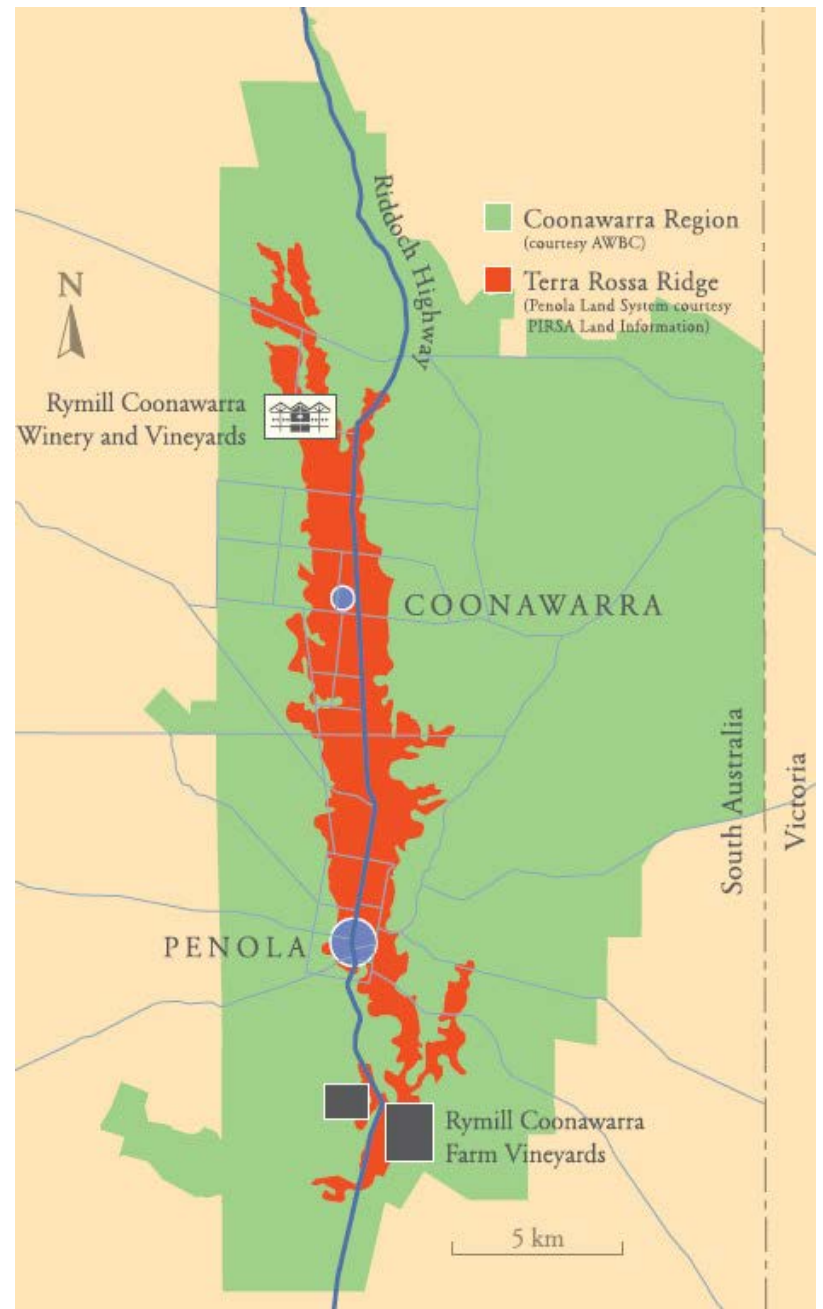 Riddoch Highway
Coonawarra Region
(courtesy AWBC)
Terra Rossa Ridge
(Penola Land System courtesy
PIRSA Land Information)
N
Rymill Coonawarra
Winery and Vineyards
COONAWARRA
South Australia
Victoria
PENOLA
Rymill Coonawarra
Farm Vineyards
5 km